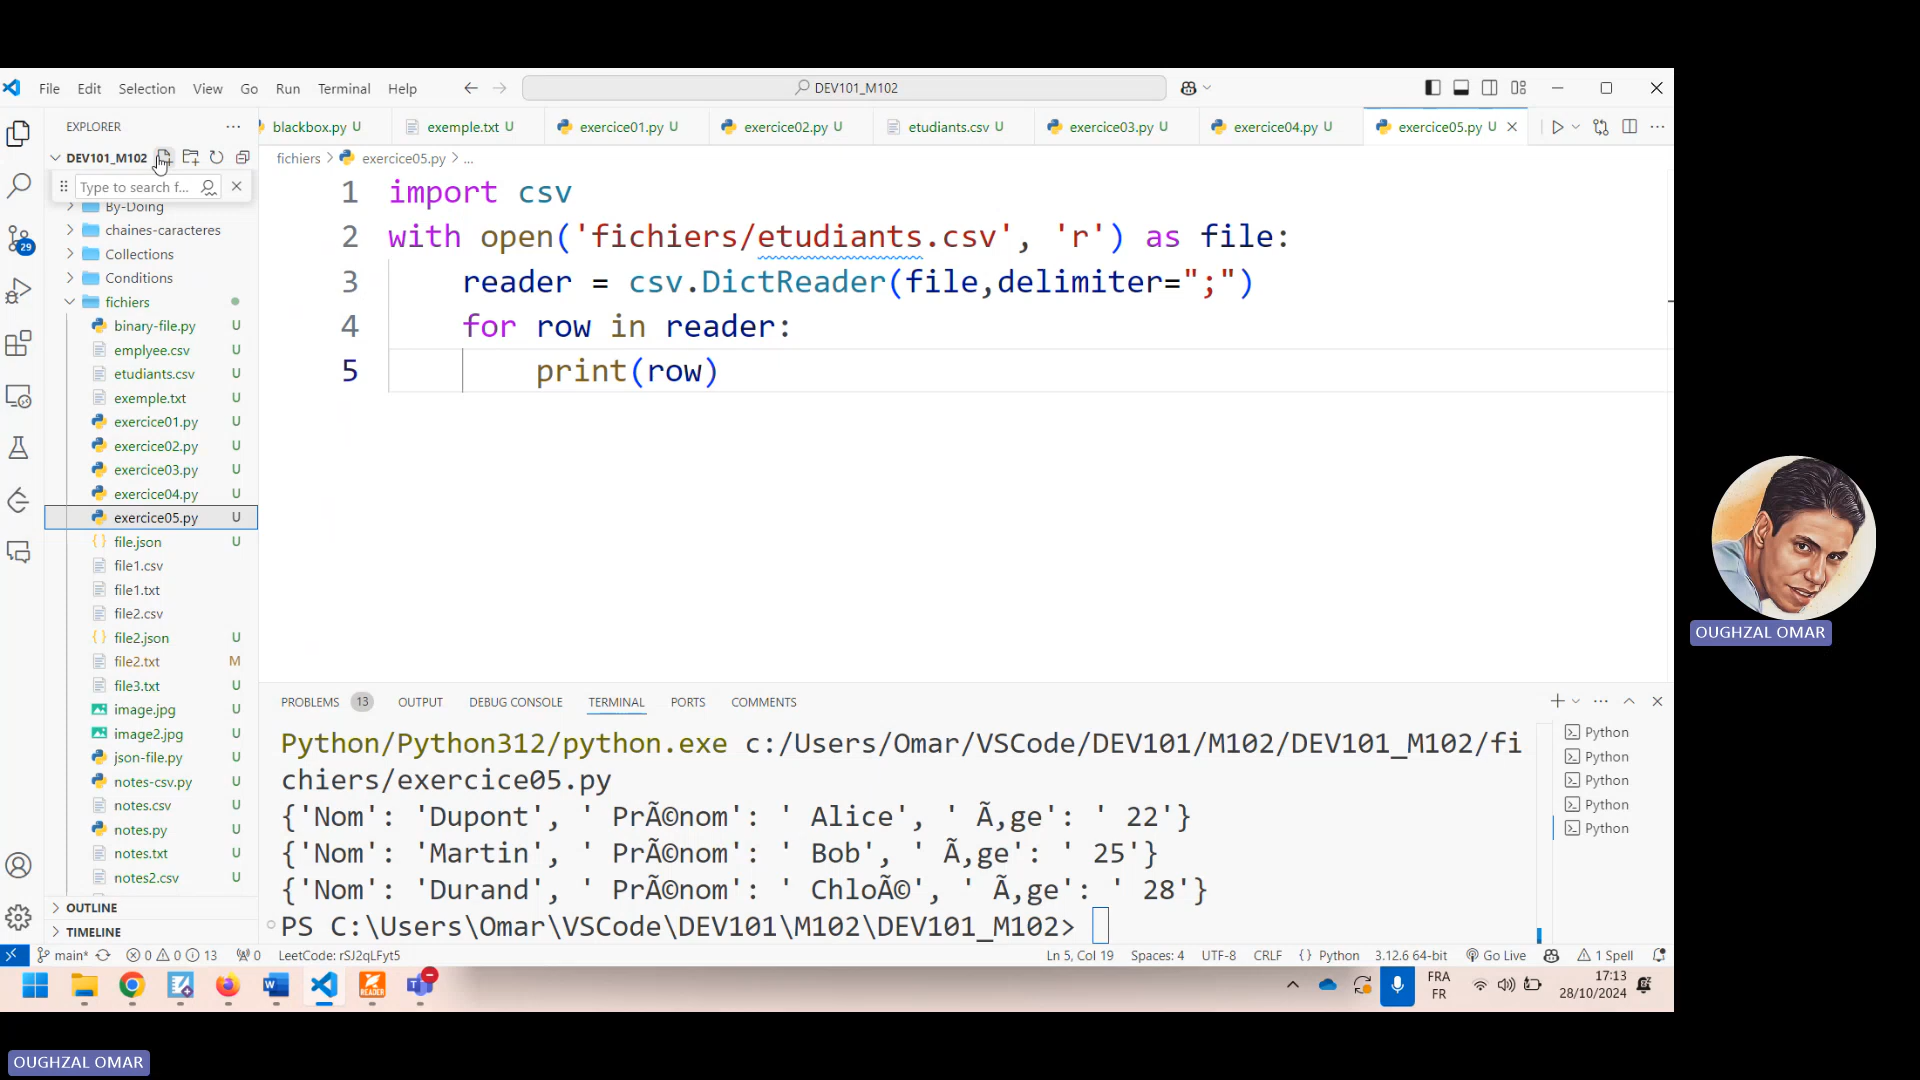 File Edit Selection View Go Run Terminal Help
DEV101_M102
EXPLORER
blackbox.py U
exemple.txt U
exercice01.py U
exercice02.py U
etudiants.csv U
exercice03.py U
exercice04.py U
exercice05.py U
DEV101_M102
fichiers > exercice05.py > ...
Type to search f...
By-Doing
chaines-caracteres
Collections
Conditions
fichiers
binary-file.py U
emplyee.csv U
etudiants.csv U
exemple.txt U
exercice01.py U
exercice02.py U
exercice03.py U
exercice04.py U
exercice05.py U
{} file.json U
file1.csv
file1.txt
file2.csv
{} file2.json U
file2.txt M
file3.txt U
image.jpg U
image2.jpg U
json-file.py U
notes-csv.py U
notes.csv U
notes.py U
notes.txt U
notes2.csv U
OUTLINE
TIMELINE
29
1 import csv
2 with open('fichiers/etudiants.csv', 'r') as file:
3 reader = csv.DictReader(file,delimiter=";")
4 for row in reader:
5 print(row)
PROBLEMS 13 OUTPUT DEBUG CONSOLE TERMINAL PORTS COMMENTS
Python/Python312/python.exe c:/Users/Omar/VSCode/DEV101/M102/DEV101_M102/fi
chiers/exercice05.py
{'Nom': 'Dupont', ' PrÃ©nom': ' Alice', ' Ã‚ge': ' 22'}
{'Nom': 'Martin', ' PrÃ©nom': ' Bob', ' Ã‚ge': ' 25'}
{'Nom': 'Durand', ' PrÃ©nom': ' ChloÃ©', ' Ã‚ge': ' 28'}
PS C:\Users\Omar\VSCode\DEV101\M102\DEV101_M102>
Python
Python
Python
Python
Python
main* 0 0 13 0 LeetCode: rSJ2qLFyt5 Ln 5, Col 19 Spaces: 4 UTF-8 CRLF {} Python 3.12.6 64-bit Go Live 1 Spell
READER
FRA
FR
17:13
28/10/2024
OUGHZAL OMAR
OUGHZAL OMAR